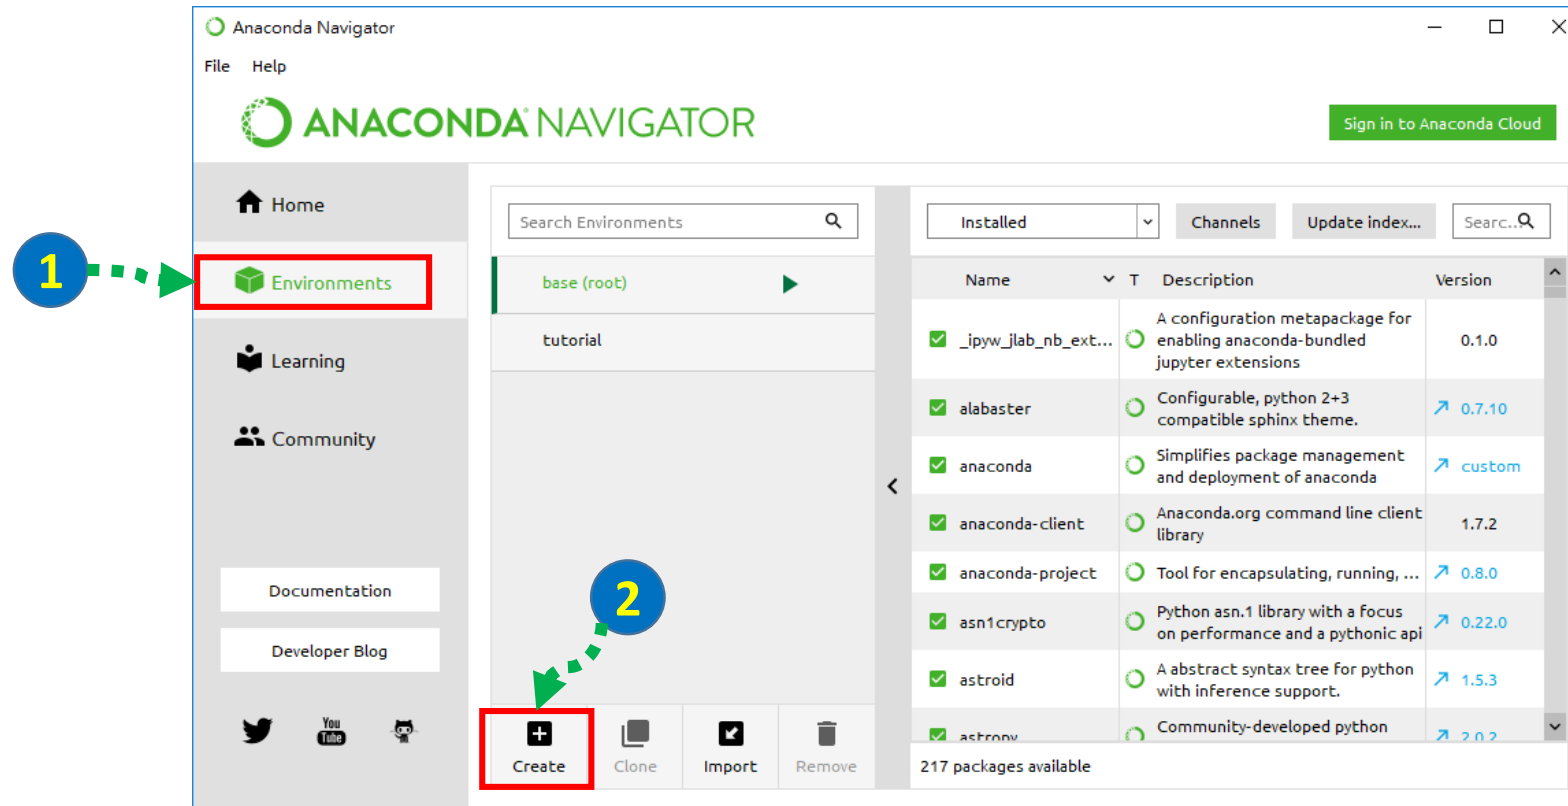 Anaconda Navigator
File Help
ANACONDA NAVIGATOR
Sign in to Anaconda Cloud
1
Home
Environments
Learning
Community
Documentation
Developer Blog
You
Tube
Search Environments
base (root)
tutorial
2
Create Clone Import Remove
Installed Channels Update index... Searc...
Name T Description Version
_ipyw_jlab_nb_ext... A configuration metapackage for
enabling anaconda-bundled
jupyter extensions
0.1.0
alabaster Configurable, python 2+3
compatible sphinx theme.
0.7.10
anaconda Simplifies package management
and deployment of anaconda
custom
anaconda-client Anaconda.org command line client
library
1.7.2
anaconda-project Tool for encapsulating, running, ... 0.8.0
asn1crypto Python asn.1 library with a focus
on performance and a pythonic api
0.22.0
astroid A abstract syntax tree for python
with inference support.
1.5.3
astropy Community-developed python
2.0.2
217 packages available